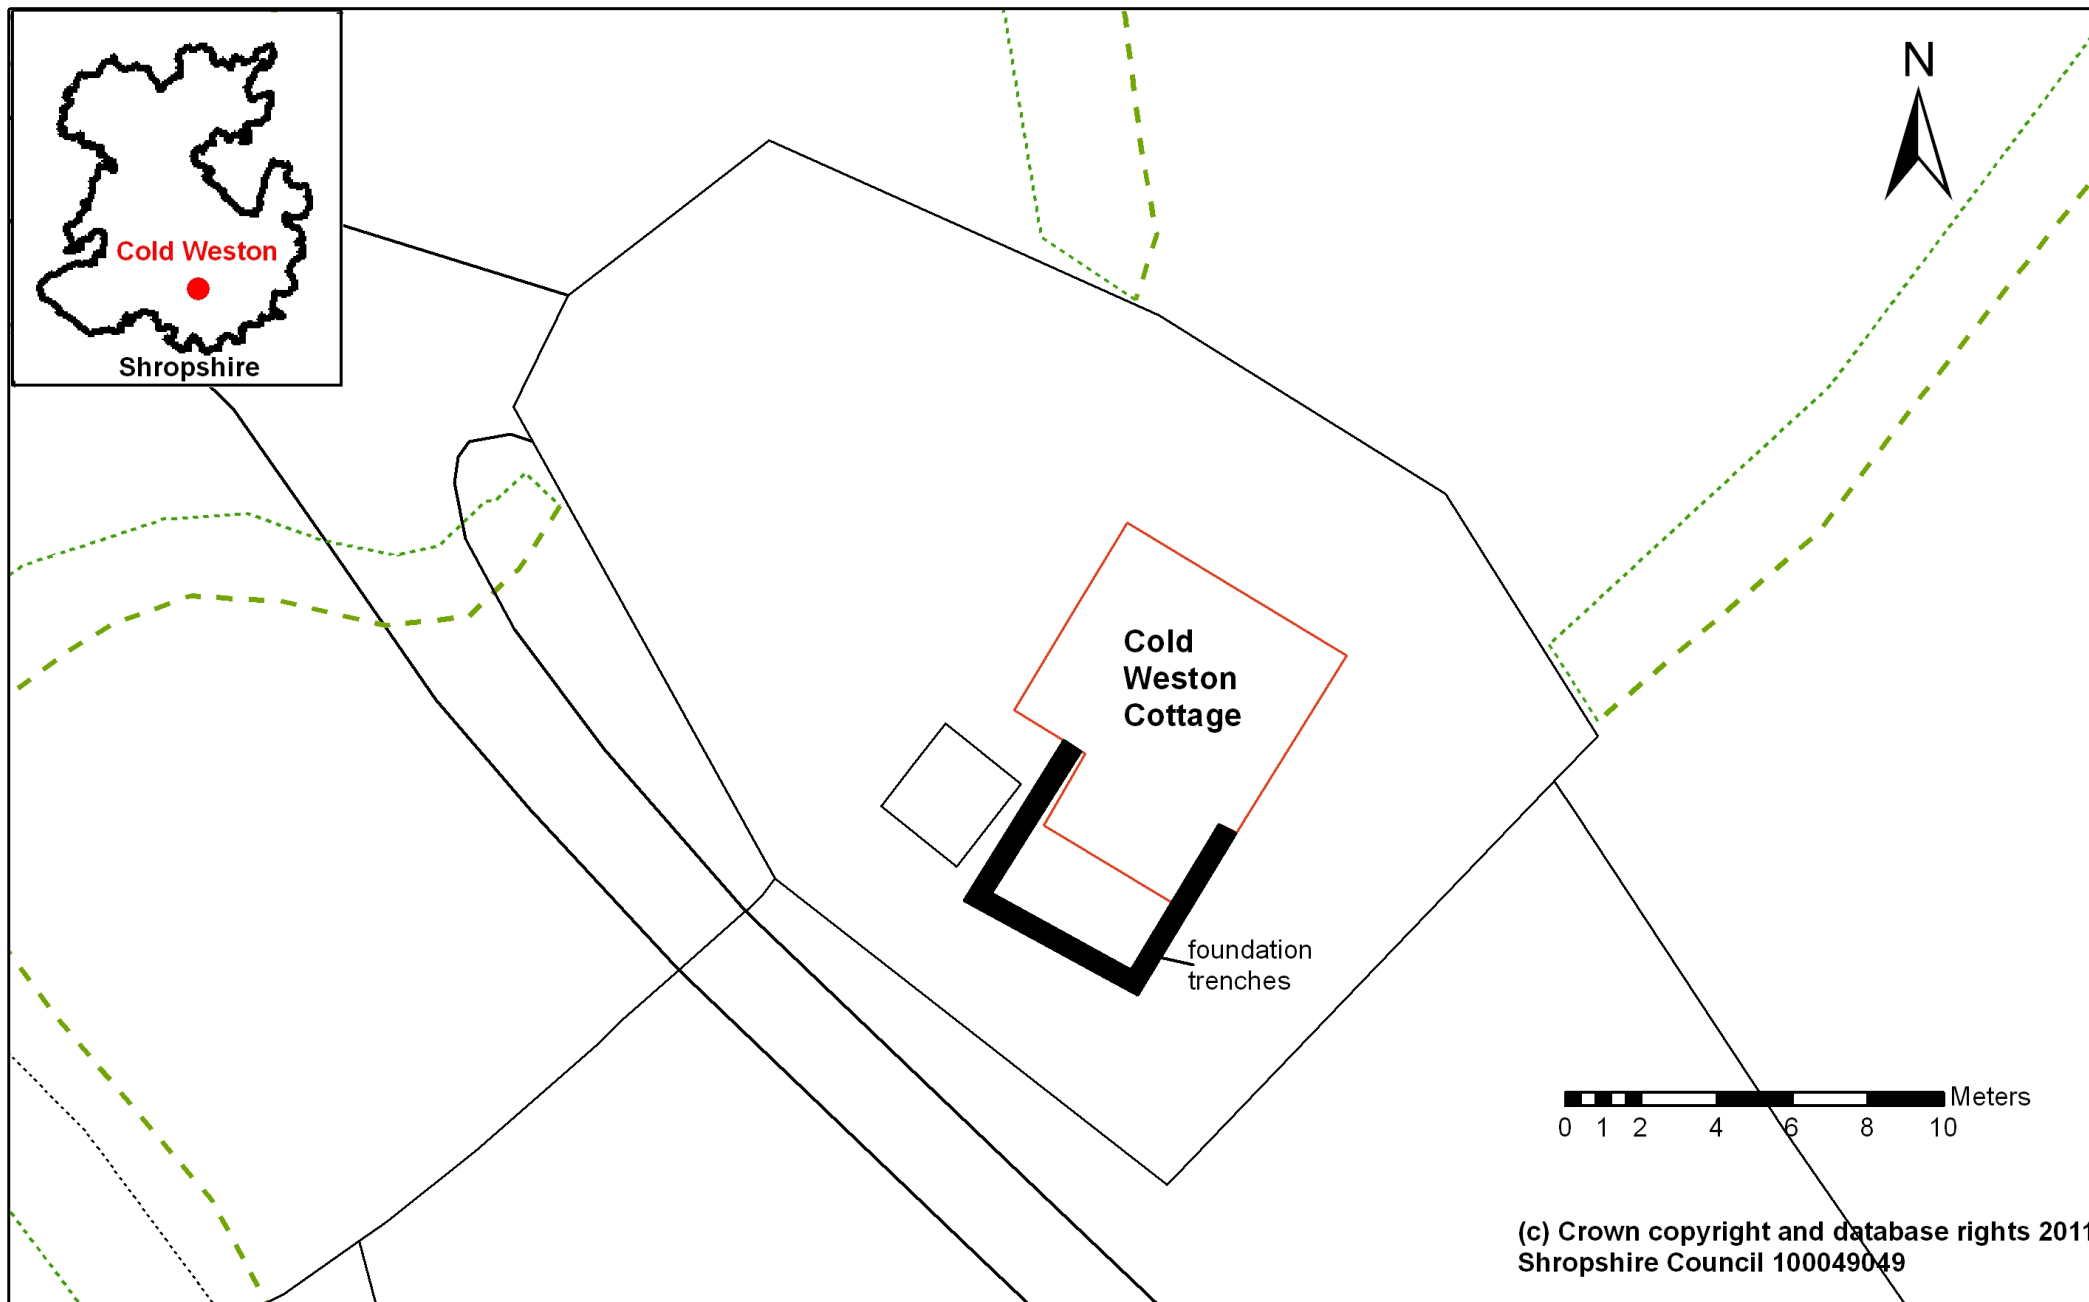 Cold Weston
Shropshire
N
Cold
Weston
Cottage
foundation
trenches
Meters
0 1 2 4 6 8 10
(c) Crown copyright and database rights 2011
Shropshire Council 100049049